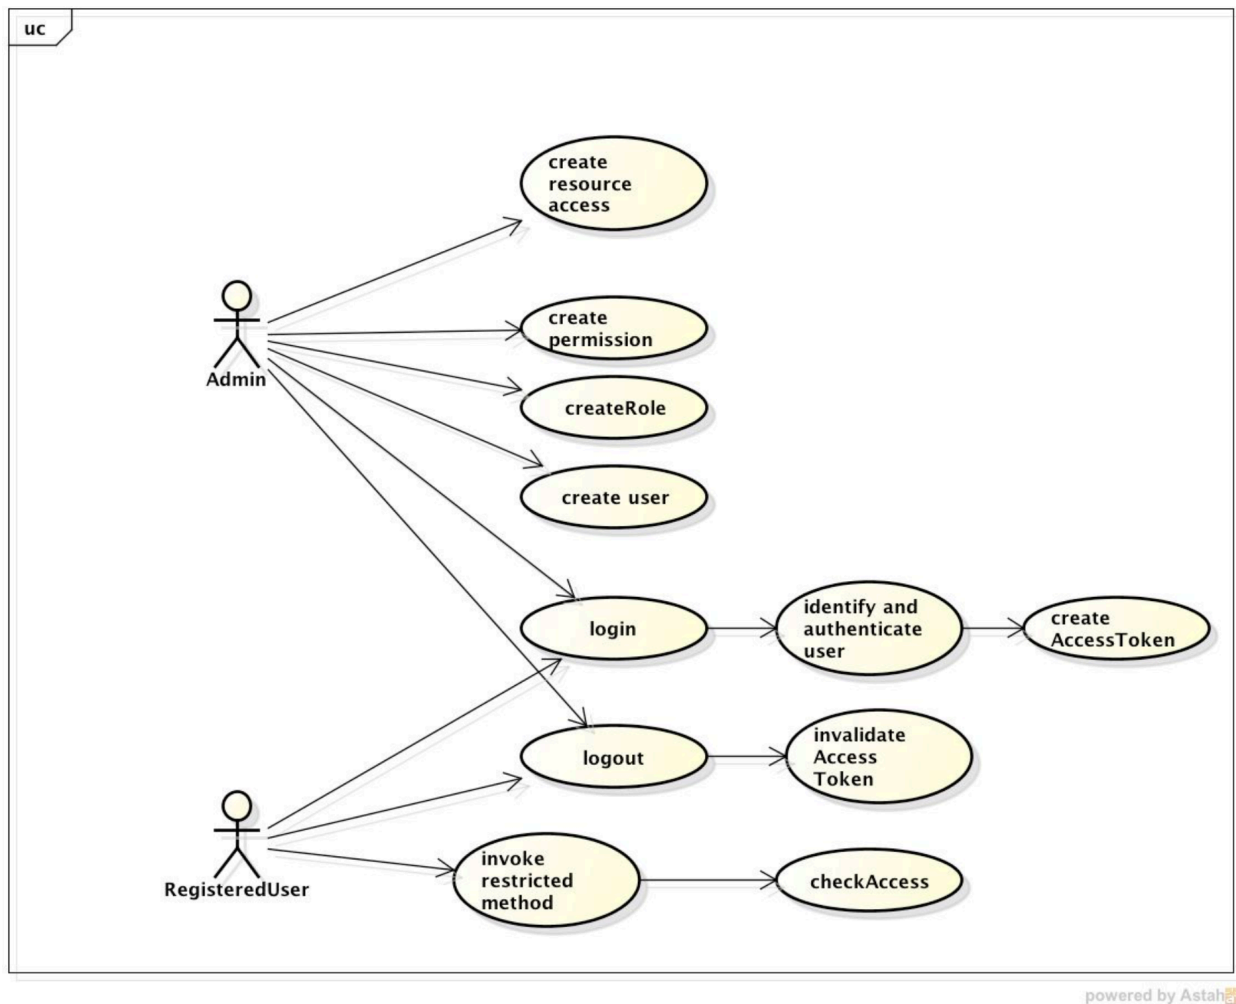 uc
create
resource
access
create
permission
Admin
createRole
create user
login
identify and
authenticate
user
create
AccessToken
logout
invalidate
Access
Token
RegisteredUser
invoke
restricted
method
checkAccess
powered by Astah